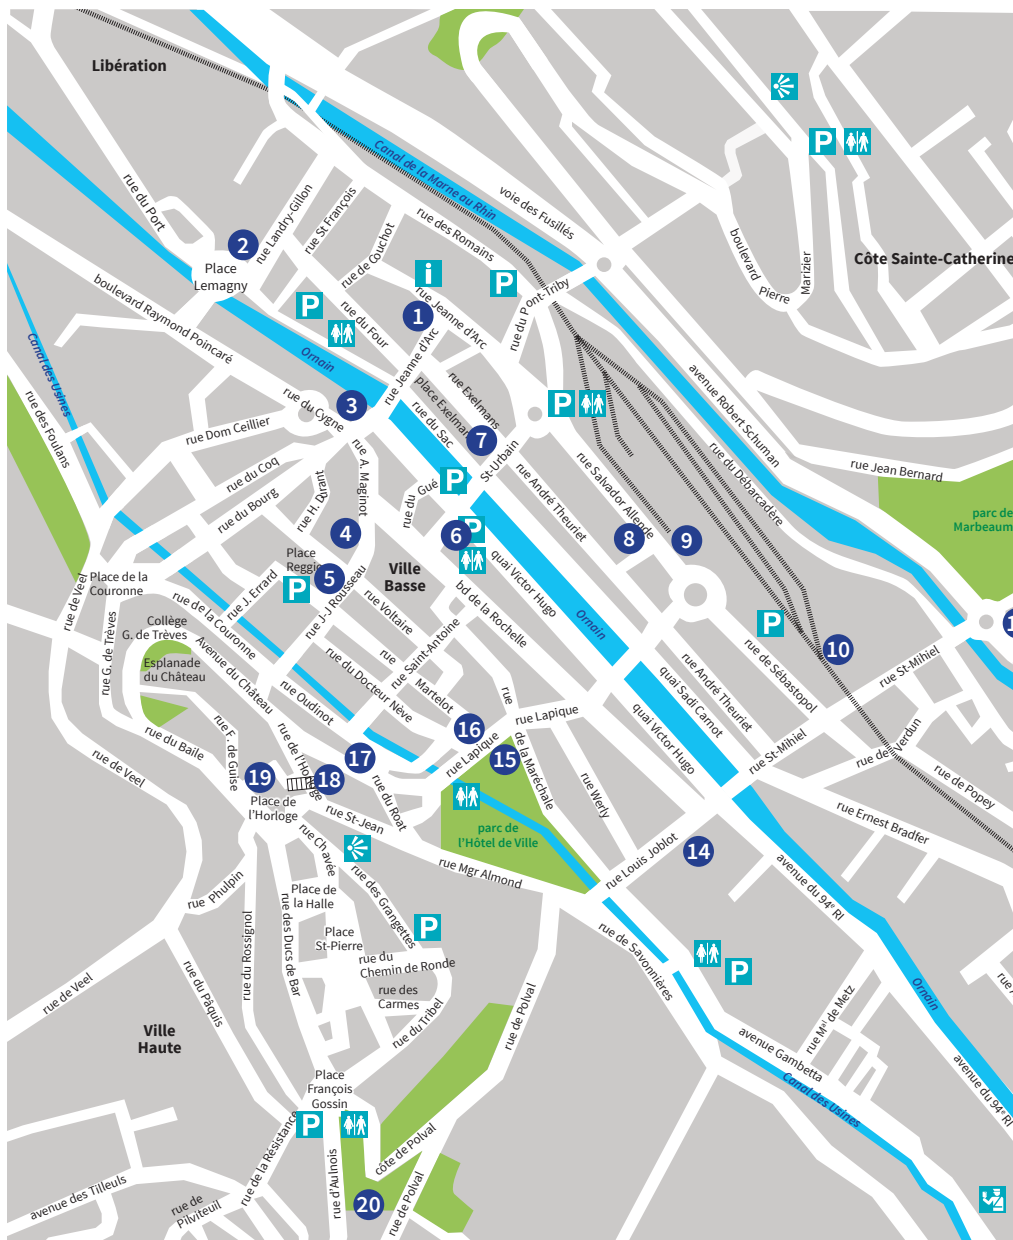 Libération
Canal de la Marne au Rhin
voie des Fusillés
P
Côte Sainte-Catherine
boulevard
Pierre
Marizier
rue du Port
2
Place
Lemagny
rue Landry-Gillon
rue St François
rue de Couchot
rue des Romains
i
P
P
rue du Pont-Triby
boulevard Raymond Poincaré
rue du Four
1
rue Jeanne d'Arc
rue Jeanne d'Arc
Ornain
Canal des Usines
rue des Foulans
rue du Cygne
3
place Exelmans
rue Exelmans
rue du Sac
7
P
avenue Robert Schuman
rue du Débarcadère
rue Jean Bernard
parc de
Marbeaum
rue Dom Ceillier
rue du Coq
rue du Bourg
rue H. Durant
rue A. Maginot
rue du Gué
P
St-Urbain
rue André Theuriet
rue Salvador Allende
8
9
4
6
P
Place
Reggio
5
P
Ville
Basse
quai Victor Hugo
bd de la Rochelle
Ornain
P
10
1
rue St-Mihiel
rue de Veel
Place de la
Couronne
rue J. Errard
rue J-J Rousseau
rue Voltaire
rue de la Couronne
Collège
G. de Trèves
rue G. de Trèves
Esplanade
du Château
Avenue du Château
rue Saint-Antoine
rue du Docteur Nève
rue
Martelot
rue Oudinot
rue de l'Horloge
rue du Baile
rue F. de Guise
rue de Veel
rue
de la Maréchale
rue Lapique
rue Lapique
16
15
17
18
19
Place de
l'Horloge
rue du Roat
rue St-Jean
parc de
l'Hôtel de Ville
rue Werly
quai Victor Hugo
quai Sadi Carnot
rue André Theuriet
rue de Sébastopol
rue St-Mihiel
rue de Verdun
rue de Popey
rue Ernest Bradfer
rue Louis Joblot
14
avenue du 94e RI
rue Mgr Almond
rue Chavée
rue des Grangettes
Place de
la Halle
Place
St-Pierre
P
rue du
Chemin de Ronde
rue des
Carmes
rue du Tribel
rue Phulpin
rue du Rossignol
rue des Ducs de Bar
rue du Pâquis
rue de Veel
Ville
Haute
rue de Savonnières
P
rue de Polval
rue Mal de Metz
avenue Gambetta
Canal des Usines
Ornain
avenue du 94e RI
Place
François
Gossin
P
rue de la Résistance
côte de Polval
rue d'Aulnois
20
rue de Polval
avenue des Tilleuls
rue de
Pilviteuil